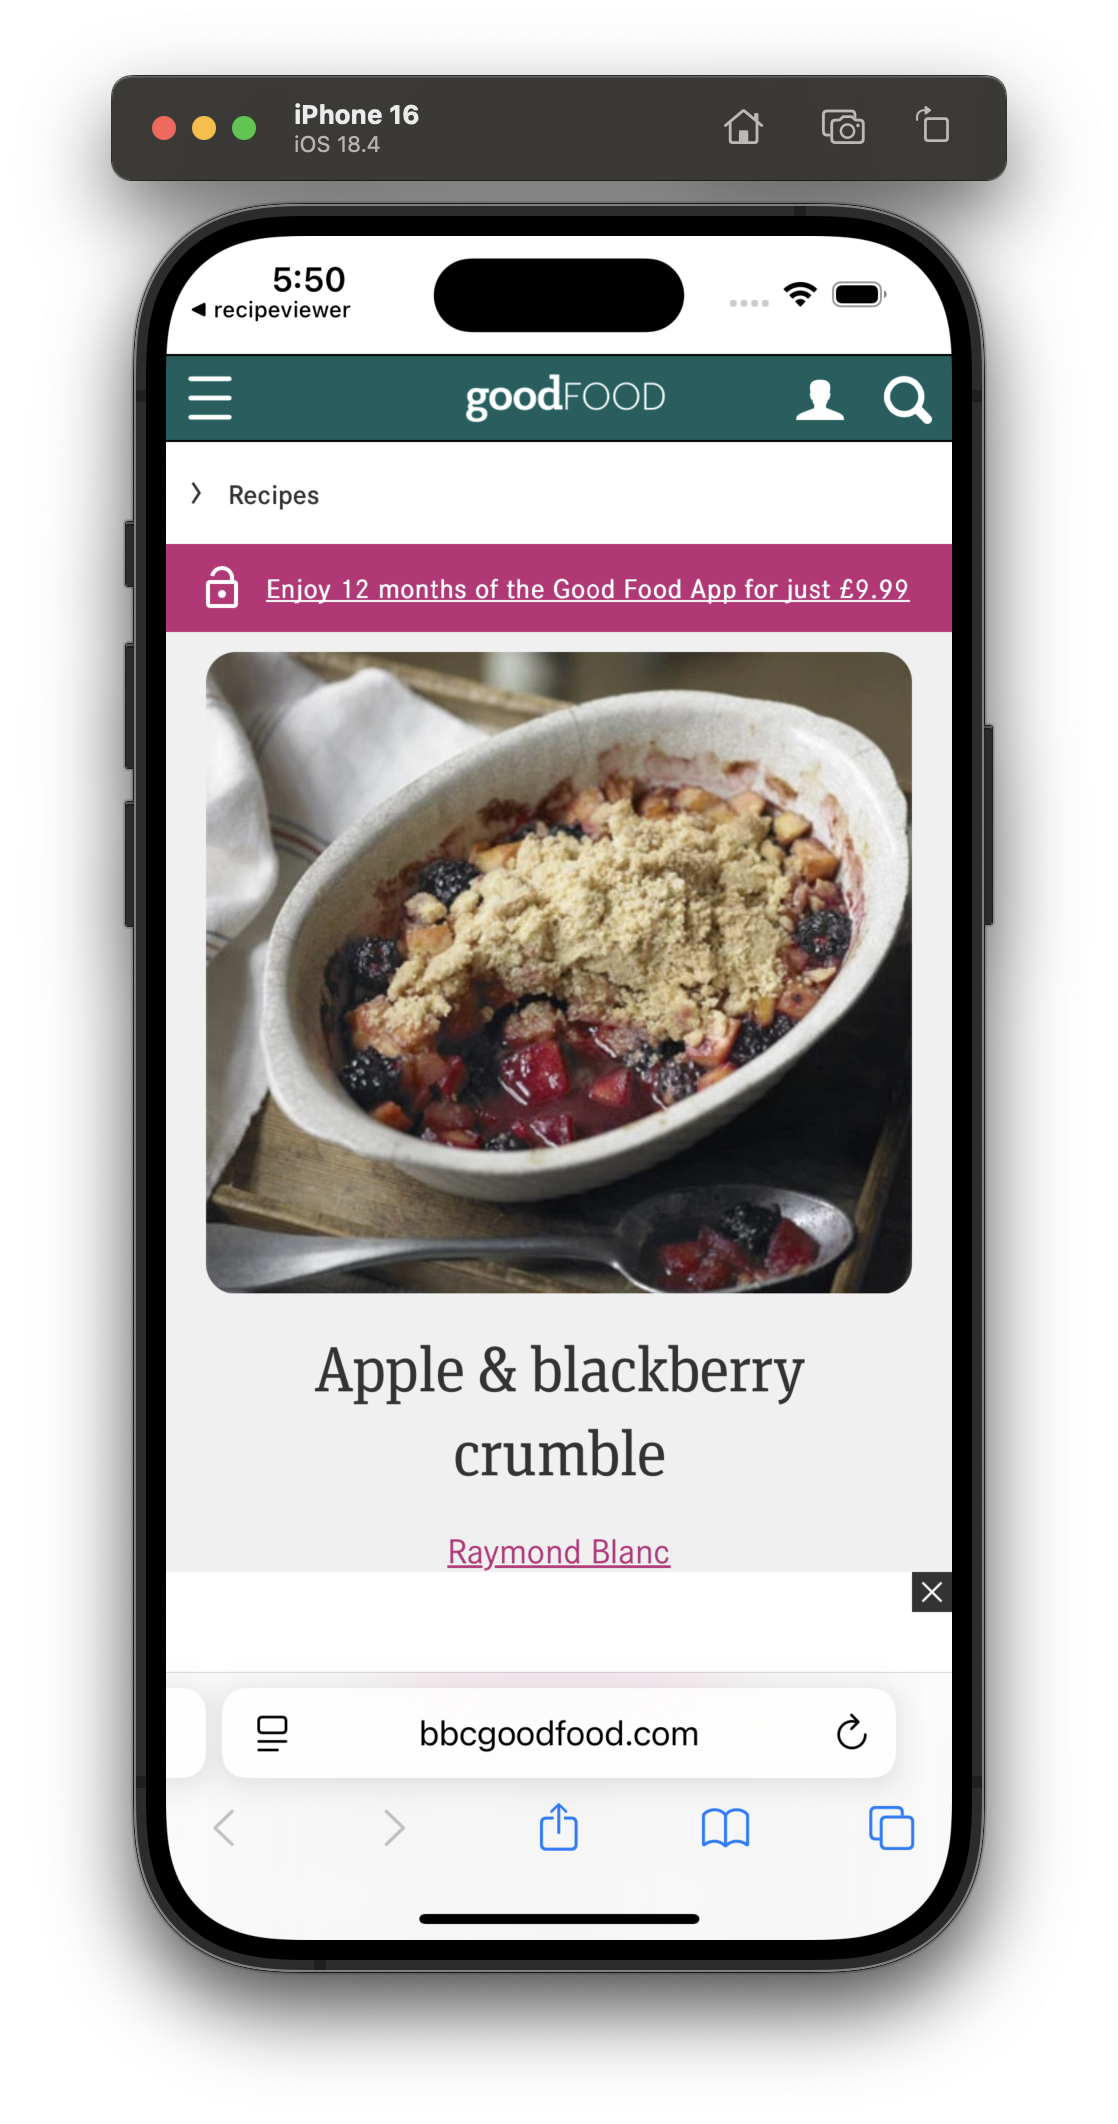 iPhone 16
iOS 18.4
5:50
recipeviewer
goodFOOD
Recipes
Enjoy 12 months of the Good Food App for just £9.99
Apple & blackberry
crumble
Raymond Blanc
bbcgoodfood.com